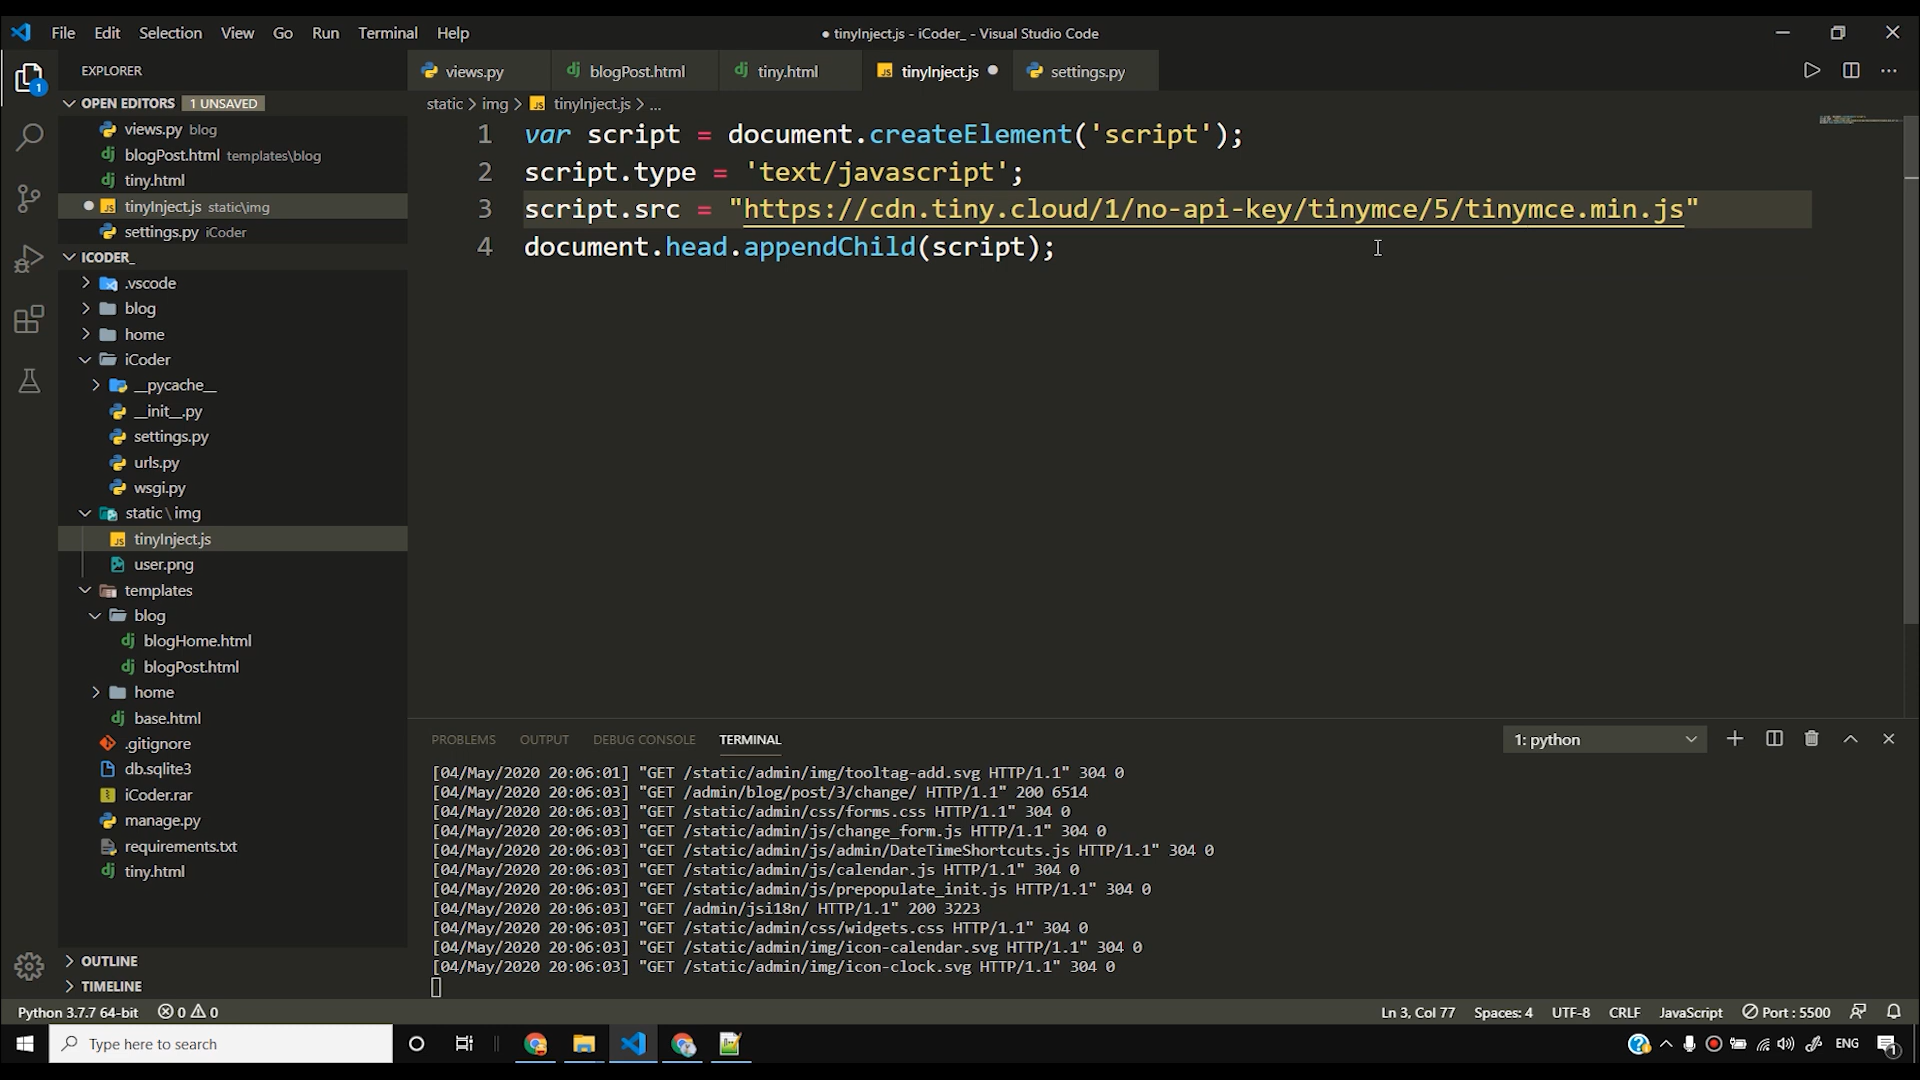 File Edit Selection View Go Run Terminal Help
● tinyInject.js - iCoder_ - Visual Studio Code
EXPLORER
OPEN EDITORS 1 UNSAVED
views.py blog
blogPost.html templates\blog
tiny.html
tinyInject.js static\img
settings.py iCoder
ICODER_
.vscode
blog
home
iCoder
__pycache__
__init__.py
settings.py
urls.py
wsgi.py
static \ img
tinyInject.js
user.png
templates
blog
blogHome.html
blogPost.html
home
base.html
.gitignore
db.sqlite3
iCoder.rar
manage.py
requirements.txt
tiny.html
OUTLINE
TIMELINE
views.py blogPost.html tiny.html tinyInject.js settings.py
static > img > tinyInject.js > ...
1 var script = document.createElement('script');
2 script.type = 'text/javascript';
3 script.src = "https://cdn.tiny.cloud/1/no-api-key/tinymce/5/tinymce.min.js"
4 document.head.appendChild(script);
PROBLEMS OUTPUT DEBUG CONSOLE TERMINAL
1: python
[04/May/2020 20:06:01] "GET /static/admin/img/tooltag-add.svg HTTP/1.1" 304 0
[04/May/2020 20:06:03] "GET /admin/blog/post/3/change/ HTTP/1.1" 200 6514
[04/May/2020 20:06:03] "GET /static/admin/css/forms.css HTTP/1.1" 304 0
[04/May/2020 20:06:03] "GET /static/admin/js/change_form.js HTTP/1.1" 304 0
[04/May/2020 20:06:03] "GET /static/admin/js/admin/DateTimeShortcuts.js HTTP/1.1" 304 0
[04/May/2020 20:06:03] "GET /static/admin/js/calendar.js HTTP/1.1" 304 0
[04/May/2020 20:06:03] "GET /static/admin/js/prepopulate_init.js HTTP/1.1" 304 0
[04/May/2020 20:06:03] "GET /admin/jsi18n/ HTTP/1.1" 200 3223
[04/May/2020 20:06:03] "GET /static/admin/css/widgets.css HTTP/1.1" 304 0
[04/May/2020 20:06:03] "GET /static/admin/img/icon-calendar.svg HTTP/1.1" 304 0
[04/May/2020 20:06:03] "GET /static/admin/img/icon-clock.svg HTTP/1.1" 304 0
Python 3.7.7 64-bit 0 0 Ln 3, Col 77 Spaces: 4 UTF-8 CRLF JavaScript Port : 5500
Type here to search
ENG